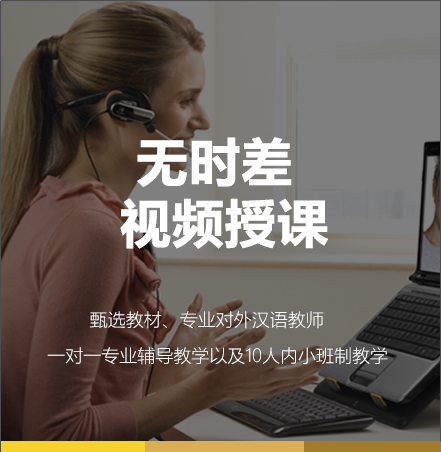 无时差
视频授课
甄选教材、专业对外汉语教师
一对一专业辅导教学以及10人内小班制教学